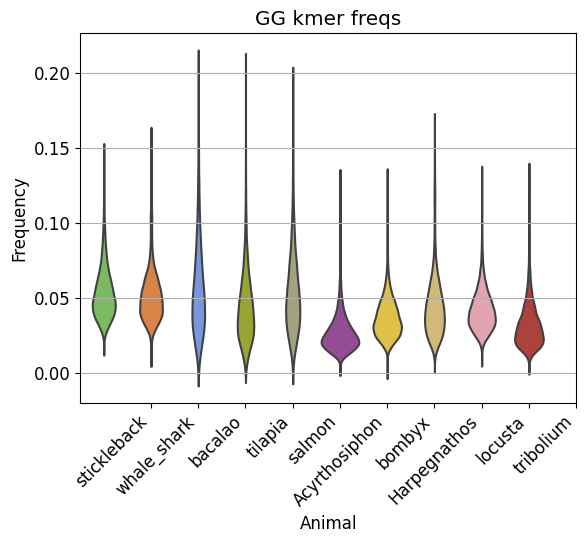 GG kmer freqs
Frequency
0.20
0.15
0.10
0.05
0.00
stickleback
whale_shark
bacalao
tilapia
salmon
Acyrthosiphon
bombyx
Harpegnathos
locusta
tribolium
Animal